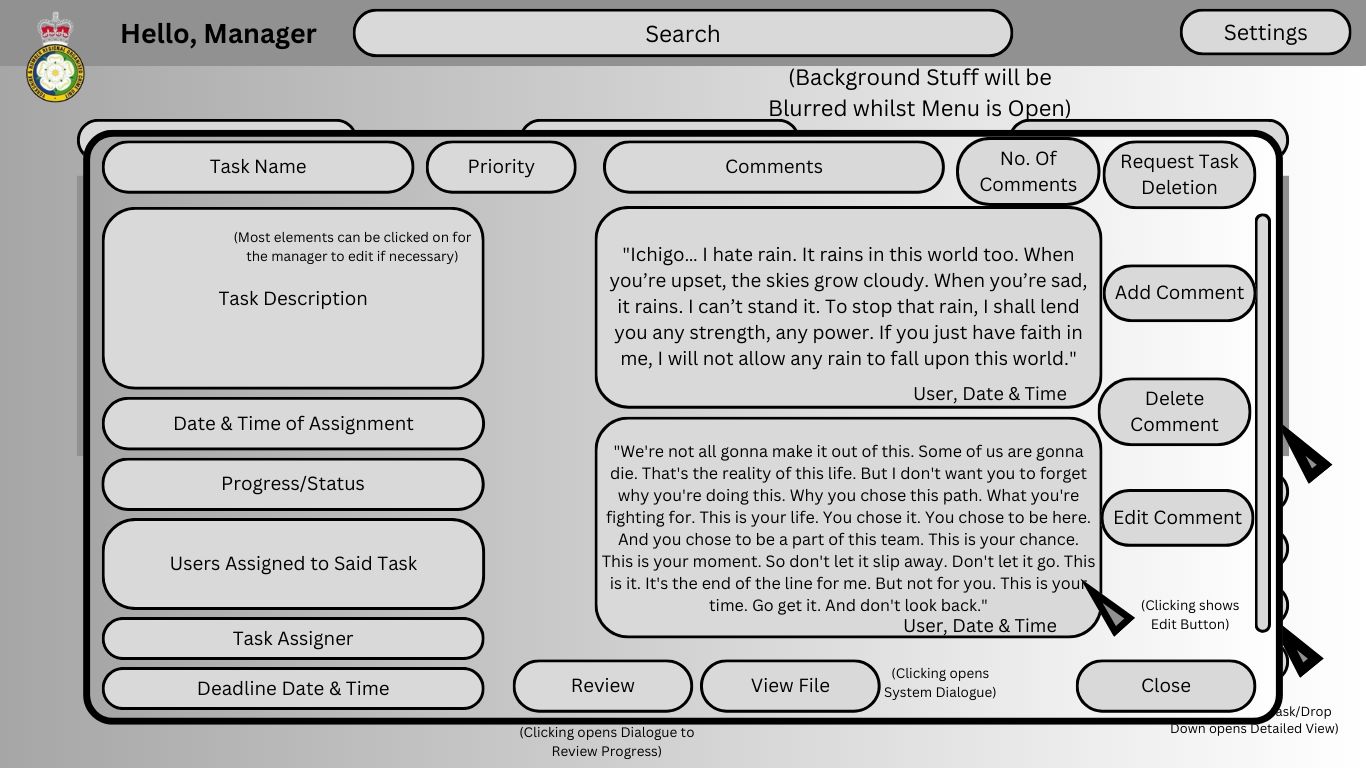 Hello, Manager
Search
Settings
(Background Stuff will be
Blurred whilst Menu is Open)
Task Name
Priority
Comments
No. Of
Comments
Request Task
Deletion
(Most elements can be clicked on for
the manager to edit if necessary)
Task Description
"Ichigo... I hate rain. It rains in this world too. When
you’re upset, the skies grow cloudy. When you’re sad,
it rains. I can’t stand it. To stop that rain, I shall lend
you any strength, any power. If you just have faith in
me, I will not allow any rain to fall upon this world."
User, Date & Time
Add Comment
Delete
Comment
Date & Time of Assignment
Progress/Status
Users Assigned to Said Task
Task Assigner
Deadline Date & Time
"We're not all gonna make it out of this. Some of us are gonna
die. That's the reality of this life. But I don't want you to forget
why you're doing this. Why you chose this path. What you're
fighting for. This is your life. You chose it. You chose to be here.
And you chose to be a part of this team. This is your chance.
This is your moment. So don't let it slip away. Don't let it go. This
is it. It's the end of the line for me. But not for you. This is your
time. Go get it. And don't look back."
User, Date & Time
Edit Comment
(Clicking shows
Edit Button)
Review
View File
(Clicking opens
System Dialogue)
Close
(Clicking opens Dialogue to
Review Progress)
ask/Drop
Down opens Detailed View)